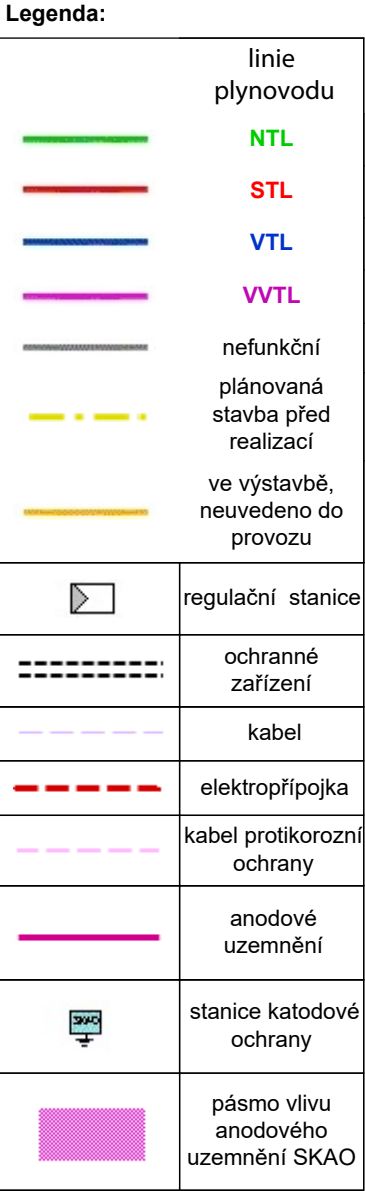 Legenda:
linie
plynovodu
NTL
STL
VTL
VVTL
nefunkční
plánovaná
stavba před
realizací
ve výstavbě,
neuvedeno do
provozu
regulační stanice
ochranné
zařízení
kabel
elektropřípojka
kabel protikorozní
ochrany
anodové
uzemnění
SKAO
stanice katodové
ochrany
pásmo vlivu
anodového
uzemnění SKAO